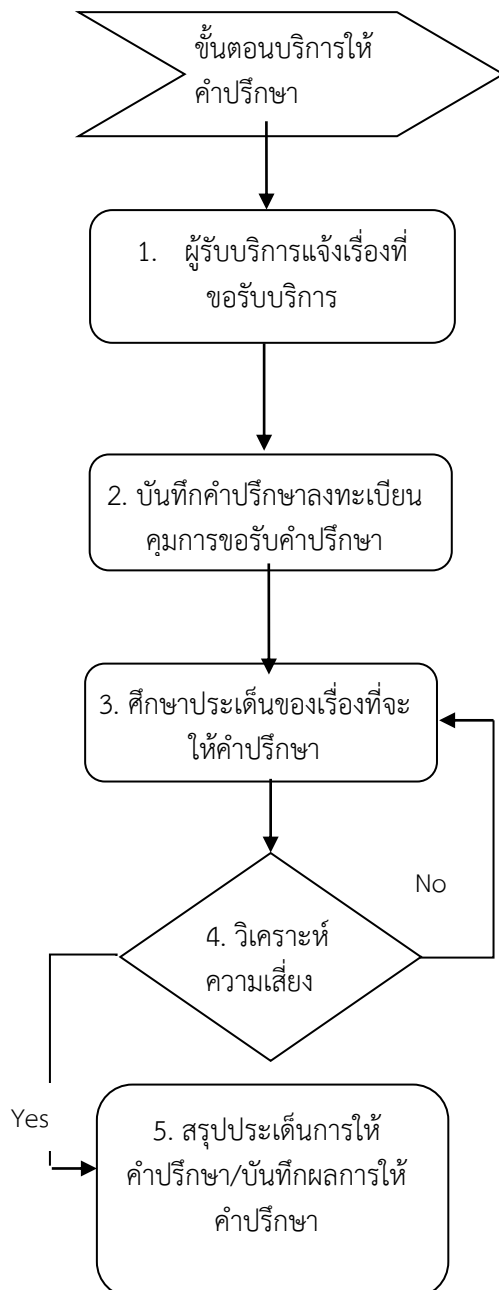 ขั้นตอนบริการให้
คำปรึกษา
1. ผู้รับบริการแจ้งเรื่องที่
ขอรับบริการ
2. บันทึกคำปรึกษาลงทะเบียน
คุมการขอรับคำปรึกษา
3. ศึกษาประเด็นของเรื่องที่จะ
ให้คำปรึกษา
No
4. วิเคราะห์
ความเสี่ยง
Yes
5. สรุปประเด็นการให้
คำปรึกษา/บันทึกผลการให้
คำปรึกษา